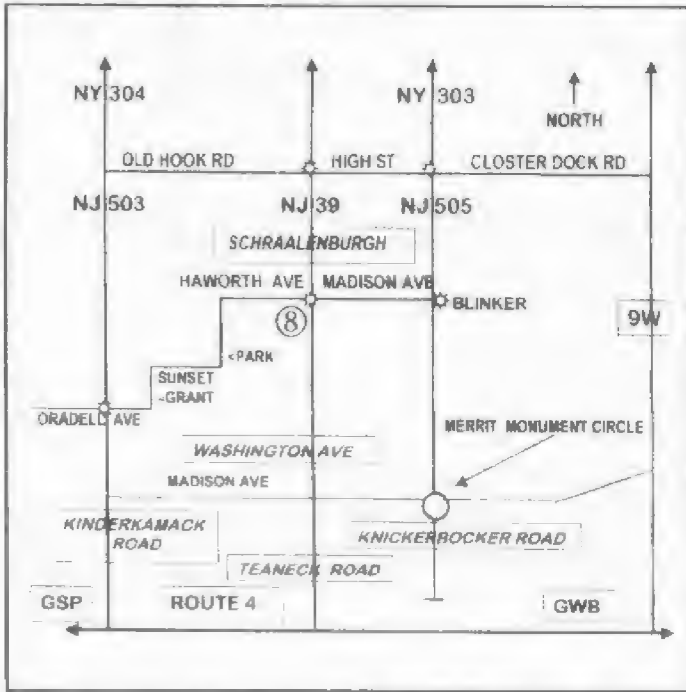 NY 304
NY 303
NORTH
OLD HOOK RD
HIGH ST
CLOSTER DOCK RD
NJ 503
NJ 39
NJ 505
SCHRAALENBURGH
HAWORTH AVE
MADISON AVE
BLINKER
8
9W
<PARK
SUNSET
<GRANT
ORADELL AVE
MERRIT MONUMENT CIRCLE
WASHINGTON AVE
MADISON AVE
KINDERKAMACK
ROAD
KNICKERBOCKER ROAD
TEANECK ROAD
GSP
ROUTE 4
GWB